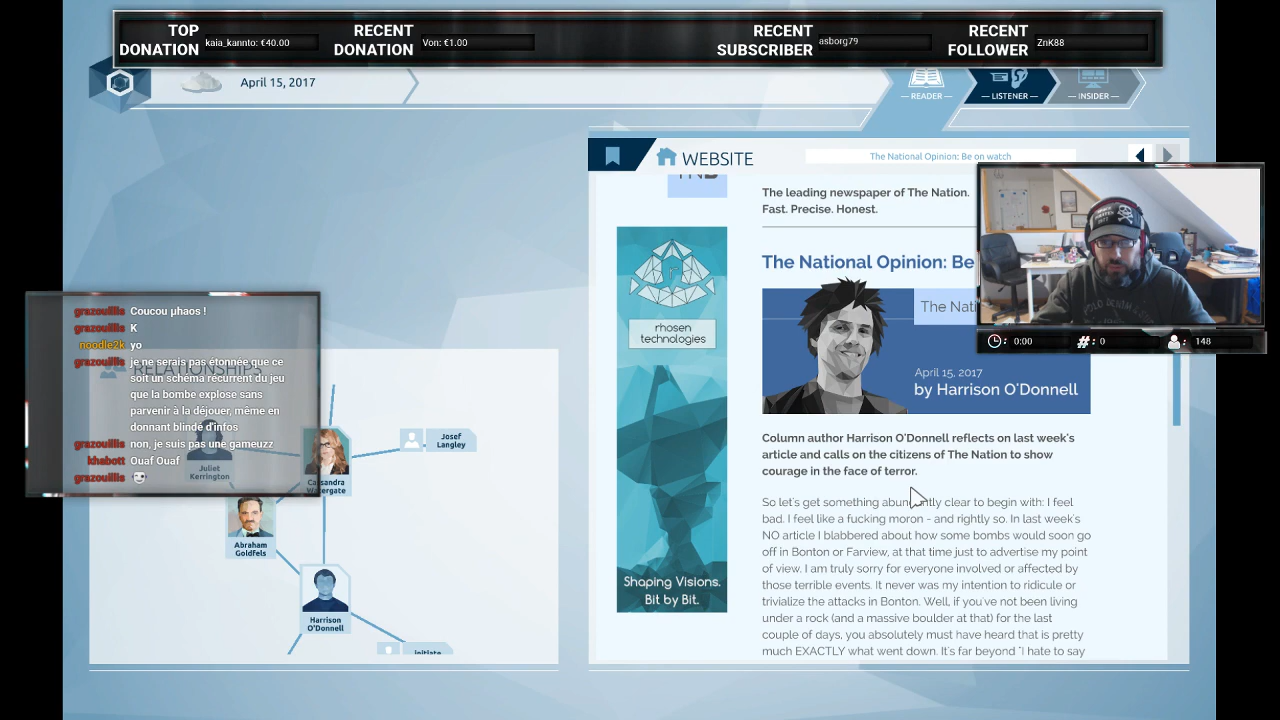 TOP
DONATION
kaia_kannto: €40.00
RECENT
DONATION
Von: €1.00
RECENT
SUBSCRIBER
asborg79
RECENT
FOLLOWER
ZnK88
April 15, 2017
— READER —
— LISTENER —
— INSIDER —
WEBSITE
The National Opinion: Be on watch
The leading newspaper of The Nation.
Fast. Precise. Honest.
The National Opinion: Be
The Nati
April 15, 2017
by Harrison O'Donnell
rhosen
technologies
Shaping Visions.
Bit by Bit.
Column author Harrison O'Donnell reflects on last week's
article and calls on the citizens of The Nation to show
courage in the face of terror.
So let's get something abundantly clear to begin with: I feel
bad. I feel like a fucking moron - and rightly so. In last week's
NO article I blabbered about how some bombs would soon go
off in Bonton or Farview, at that time just to advertise my point
of view. I am truly sorry for everyone involved or affected by
those terrible events. It never was my intention to ridicule or
trivialize the attacks in Bonton. Well, if you've not been living
under a rock (and a massive boulder at that) for the last
couple of days, you absolutely must have heard that is pretty
much EXACTLY what went down. It's far beyond "I hate to say
0:00
: 0
: 148
grazouillis Coucou µhaos !
grazouillis K
noodle2k yo
grazouillis je ne serais pas étonnée que ce
soit un schéma récurrent du jeu
que la bombe explose sans
parvenir à la déjouer, même en
donnant blindé d'infos
grazouillis non, je suis pas une gameuzz
khabott Ouaf Ouaf
grazouillis
RELATIONSHIPS
Juliet
Kerrington
Cassandra
Watergate
Josef
Langley
Abraham
Goldfels
Harrison
O'Donnell
Initiate